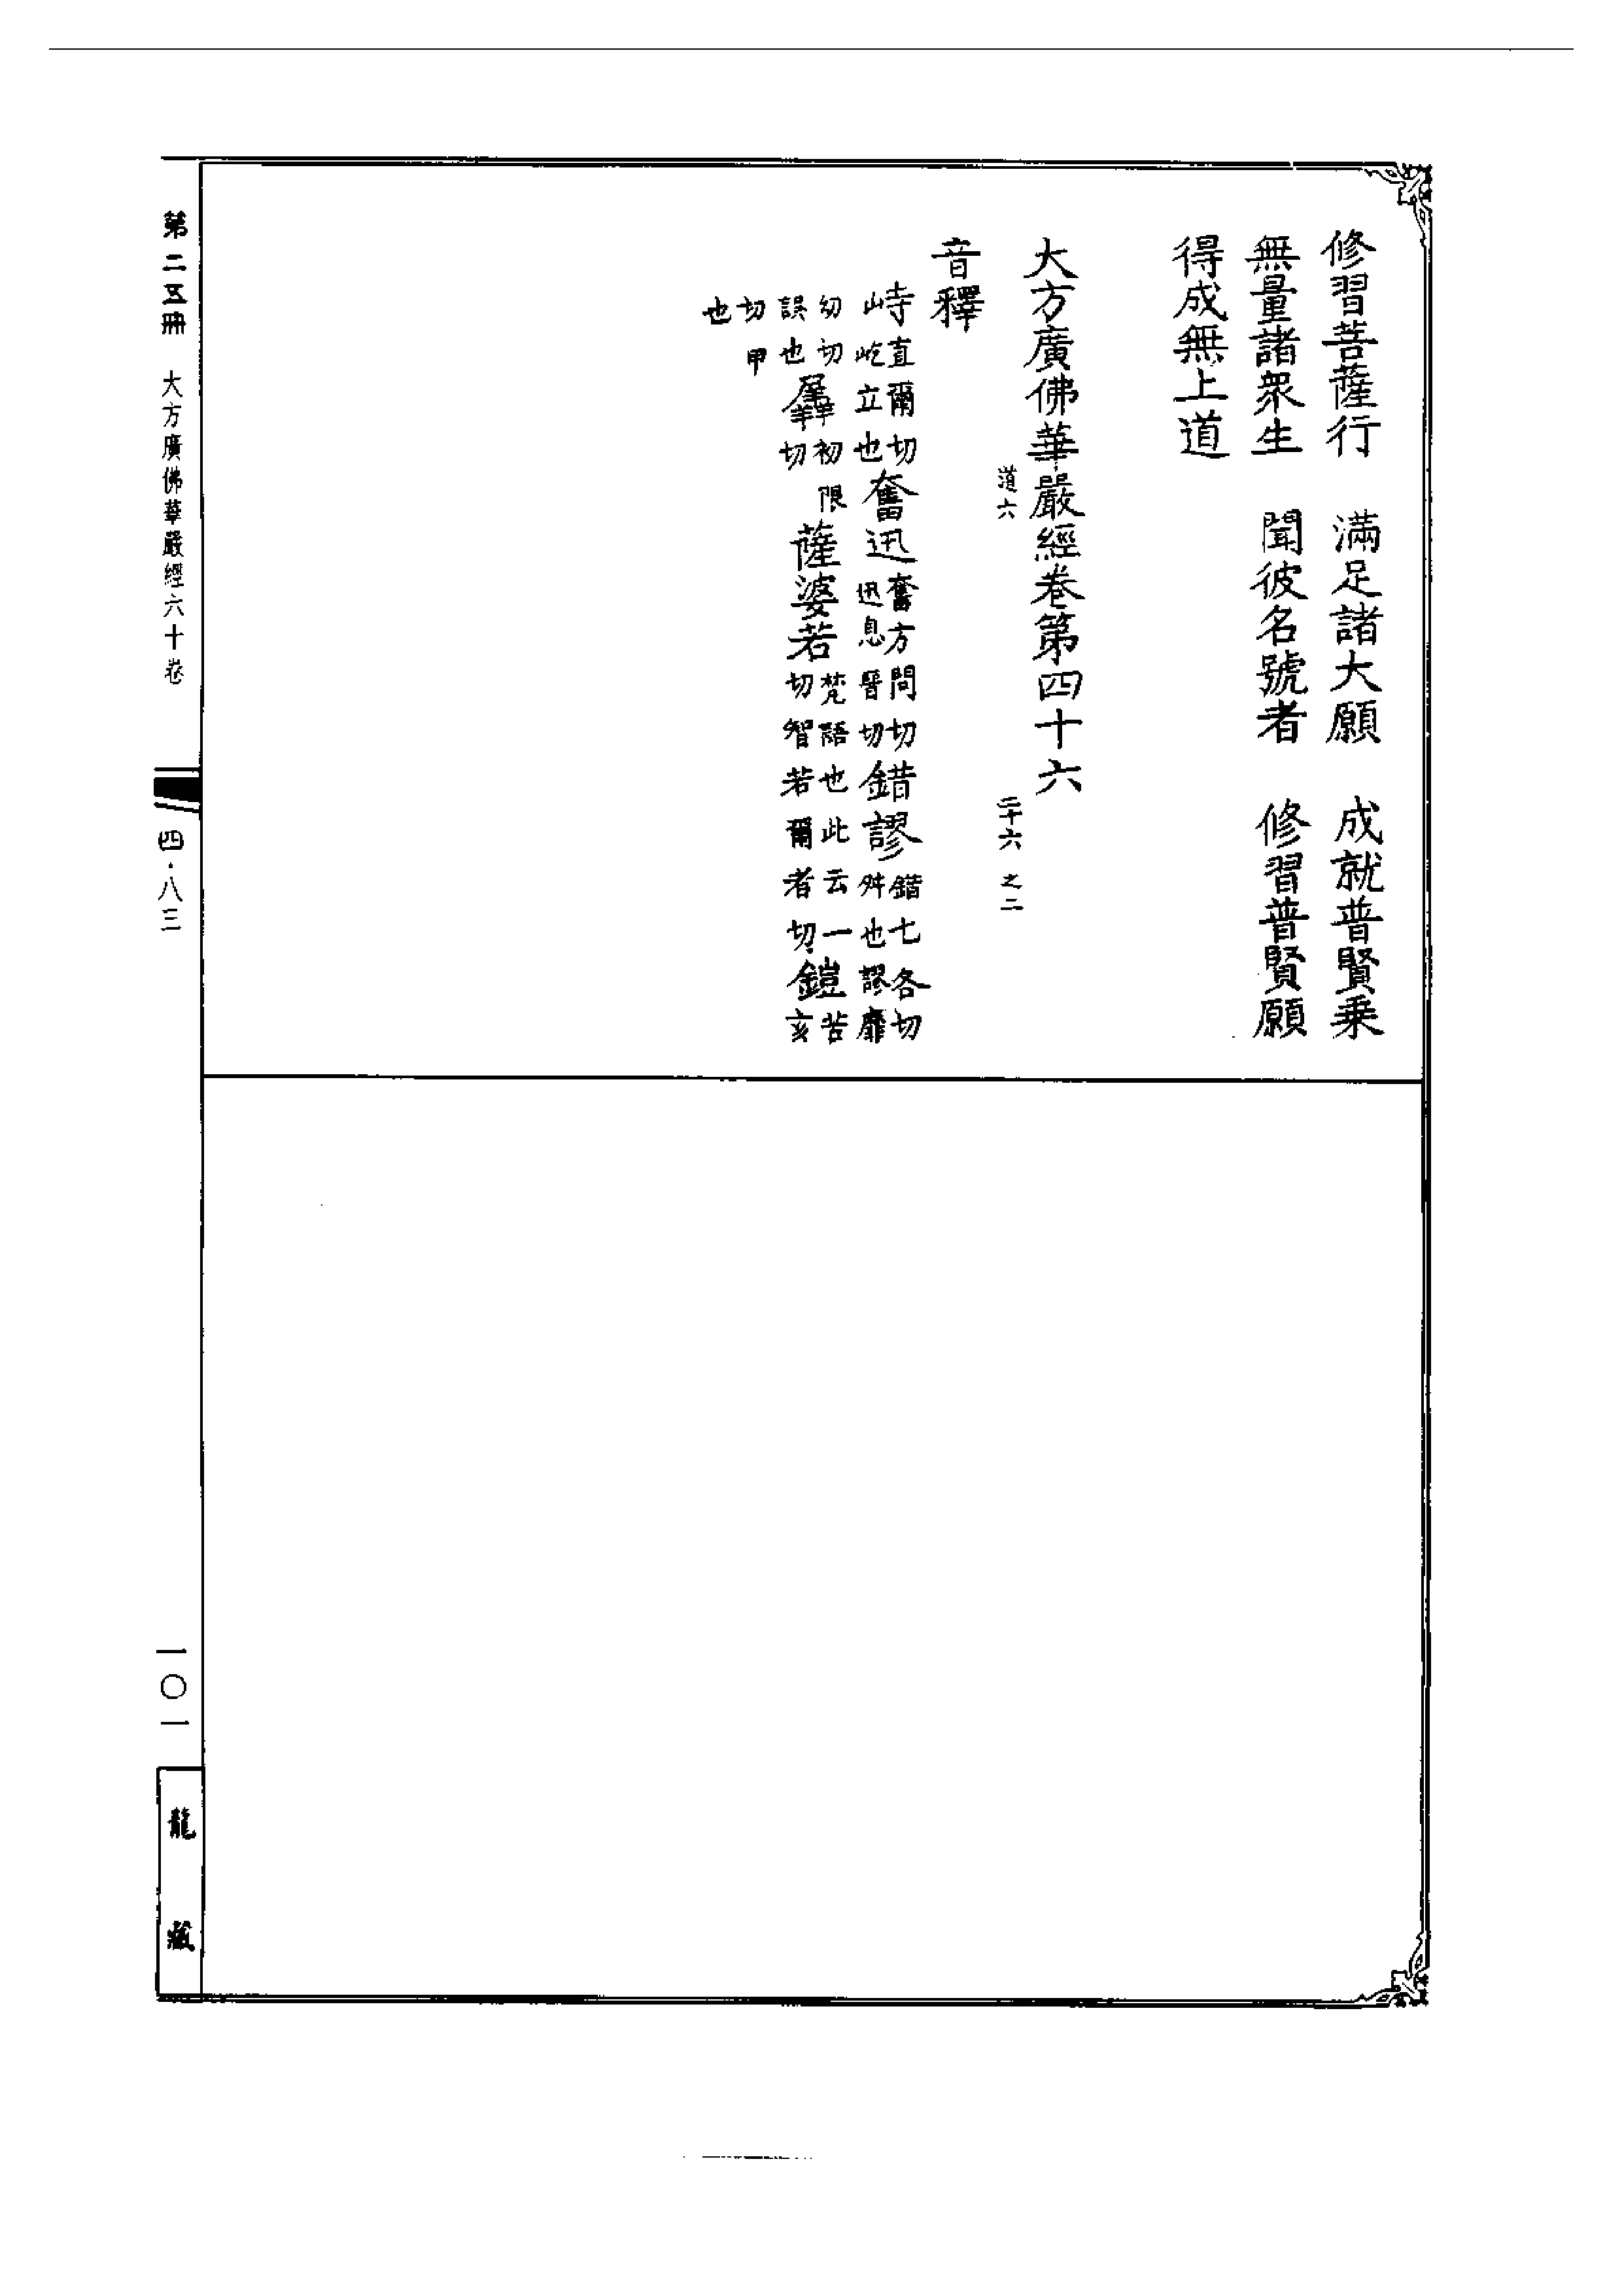 修習菩薩行　滿足諸大願　成就普賢乗
無量諸衆生　聞彼名號者　修習普賢願
得成無上道
大方廣佛華嚴經卷第四十六
道六　二十六　之二
音釋
峙直爾切山屹立也奮迅奮方問切迅息晉切錯謬錯七各切舛也謬靡
幼切誤也羼初限切薩婆若梵語也此云一切智若爾者切鎧苦亥
切甲也
第二五冊　大方廣佛華嚴經六十卷
四·八三
一〇一
龍藏